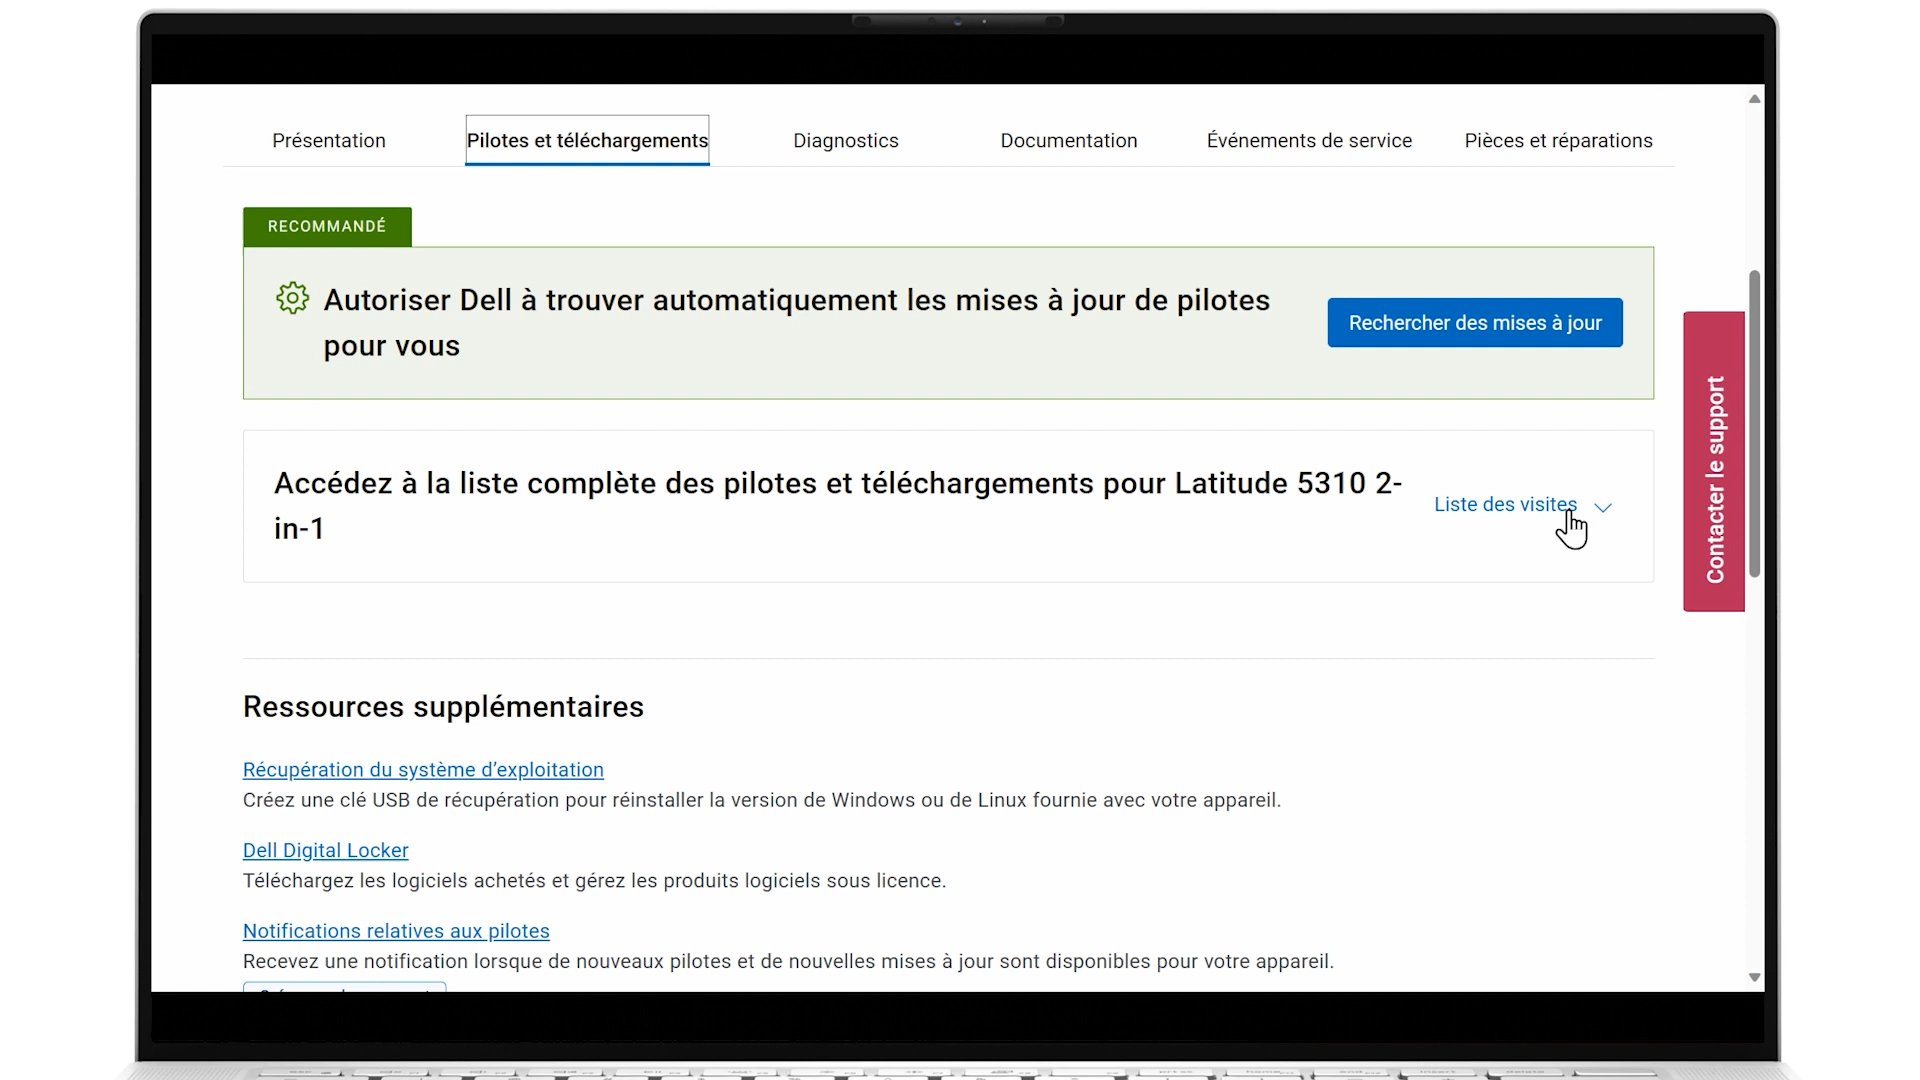 Présentation
Pilotes et téléchargements
Diagnostics
Documentation
Événements de service
Pièces et réparations
RECOMMANDÉ
Autoriser Dell à trouver automatiquement les mises à jour de pilotes
pour vous
Rechercher des mises à jour
Contacter le support
Accédez à la liste complète des pilotes et téléchargements pour Latitude 5310 2-
in-1
Liste des visites
Ressources supplémentaires
Récupération du système d’exploitation
Créez une clé USB de récupération pour réinstaller la version de Windows ou de Linux fournie avec votre appareil.
Dell Digital Locker
Téléchargez les logiciels achetés et gérez les produits logiciels sous licence.
Notifications relatives aux pilotes
Recevez une notification lorsque de nouveaux pilotes et de nouvelles mises à jour sont disponibles pour votre appareil.